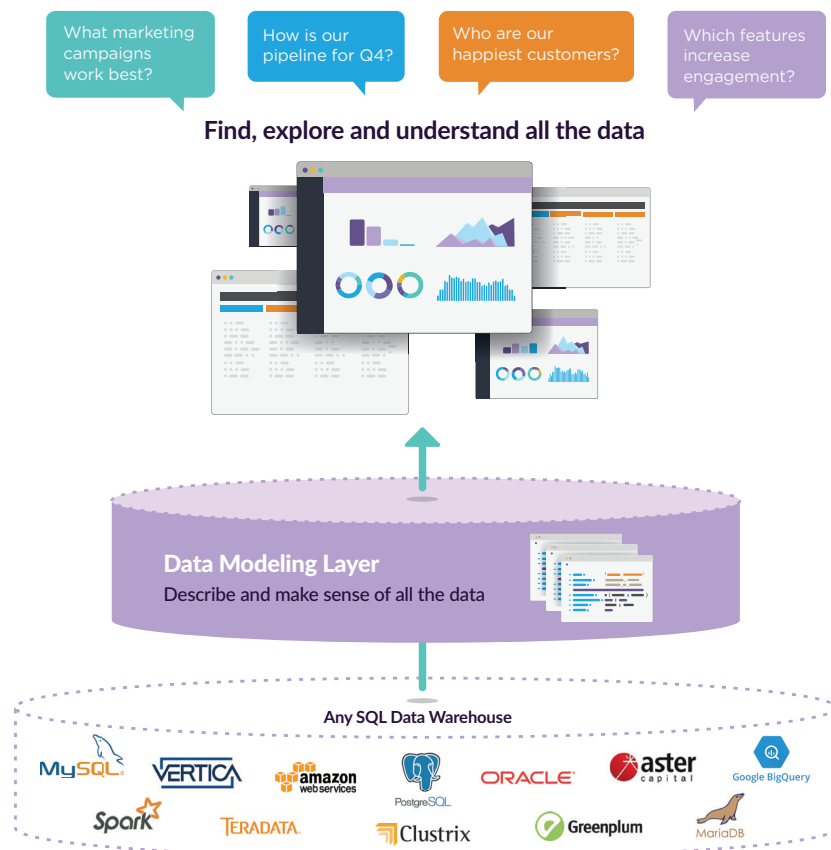 What marketing
campaigns
work best?
How is our
pipeline for Q4?
Who are our
happiest customers?
Which features
increase
engagement?
Find, explore and understand all the data
Data Modeling Layer
Describe and make sense of all the data
Any SQL Data Warehouse
MySQL
VERTICA
amazon
web services
PostgreSQL
ORACLE
aster
capital
Google BigQuery
Spark
TERADATA
Clustrix
Greenplum
MariaDB